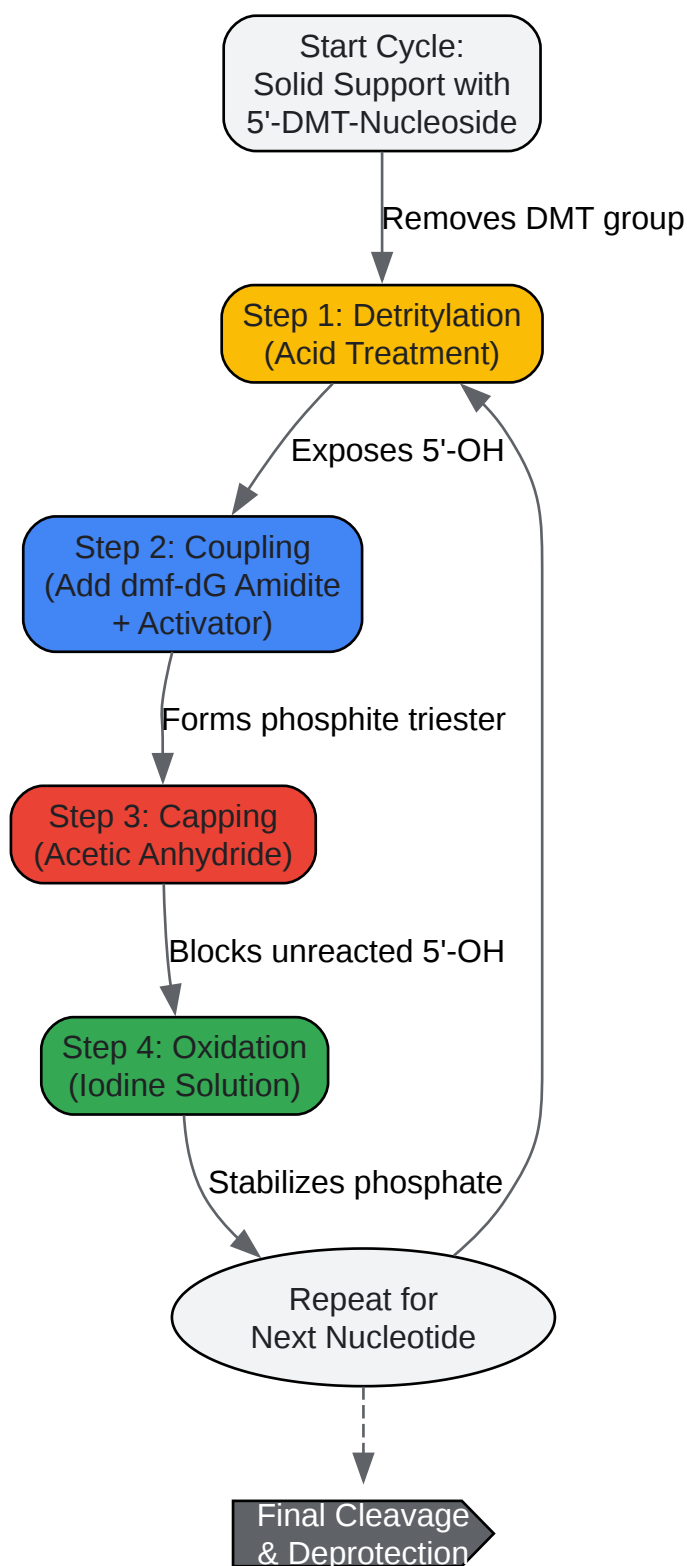 Start Cycle:
Solid Support with
5'-DMT-Nucleoside
Removes DMT group
Step 1: Detritylation
(Acid Treatment)
Exposes 5'-OH
Step 2: Coupling
(Add dmf-dG Amidite
+ Activator)
Forms phosphite triester
Step 3: Capping
(Acetic Anhydride)
Blocks unreacted 5'-OH
Step 4: Oxidation
(Iodine Solution)
Stabilizes phosphate
Repeat for
Next Nucleotide
Final Cleavage
& Deprotection